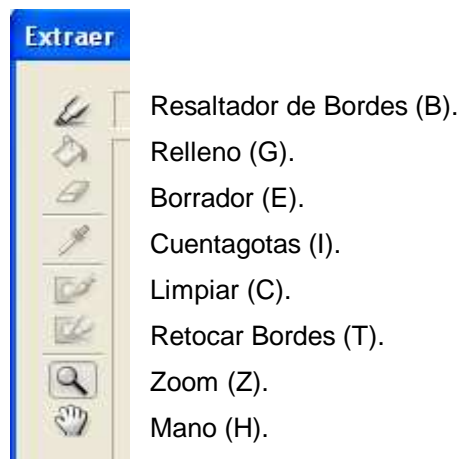 Extraer
Resaltador de Bordes (B).
Relleno (G).
Borrador (E).
Cuentagotas (I).
Limpiar (C).
Retocar Bordes (T).
Zoom (Z).
Mano (H).